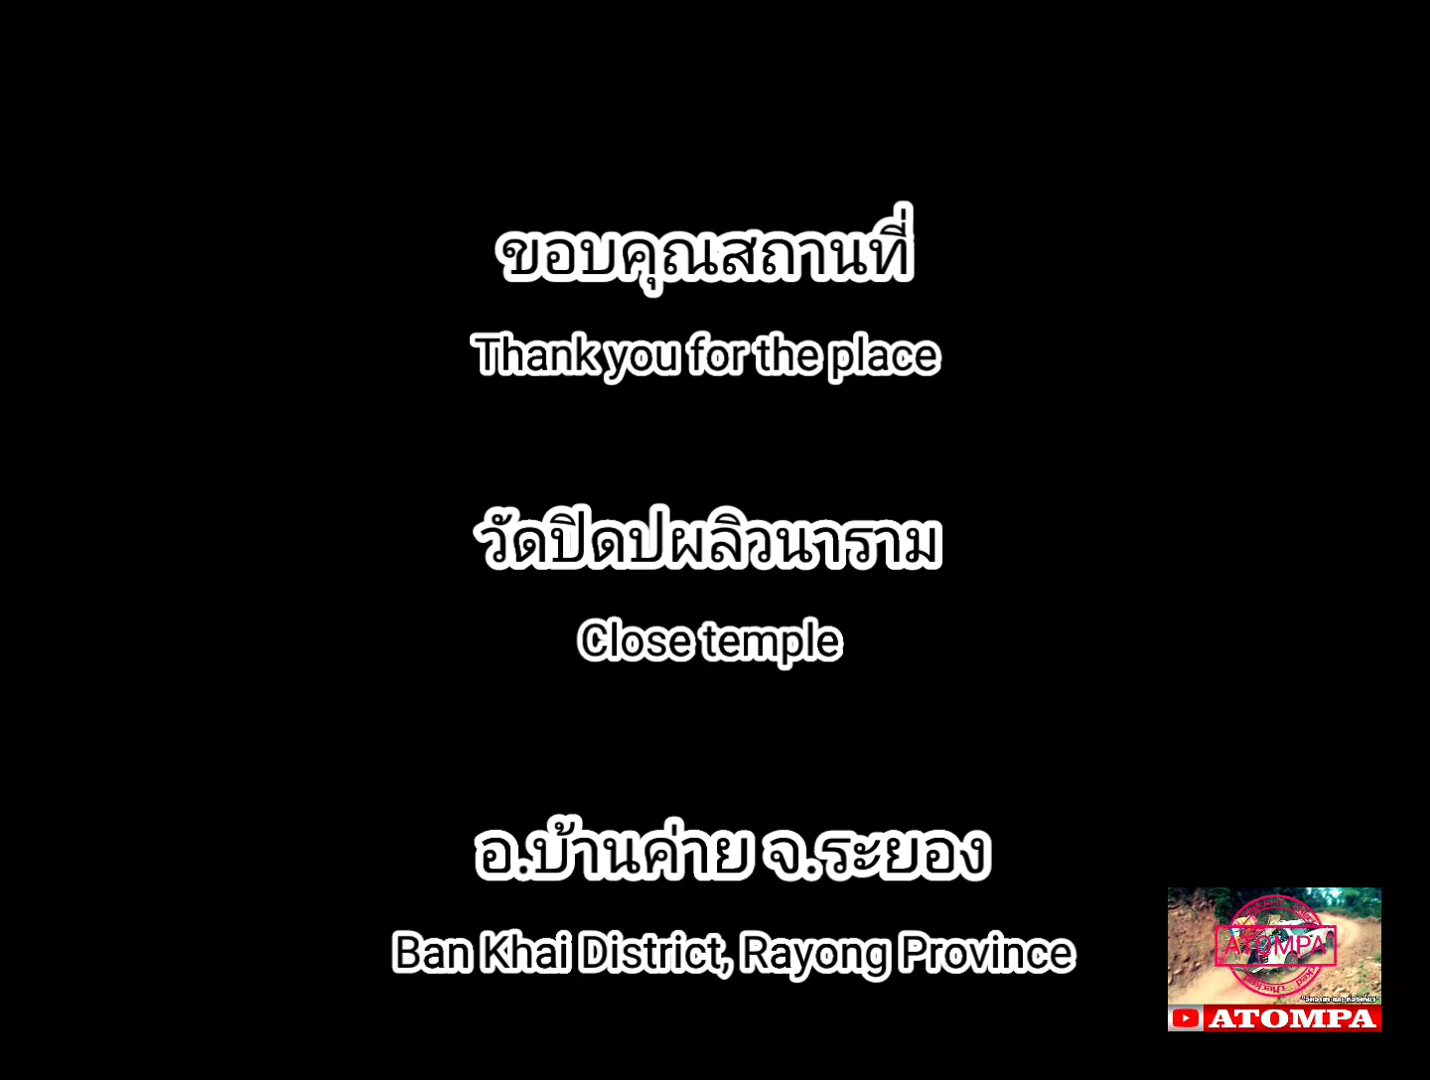 ขอบคุณสถานที่
Thank you for the place
วัดปิดปผลิวนาราม
Close temple
อ.บ้านค่าย จ.ระยอง
Ban Khai District, Rayong Province
ATOMPA
ATOMPA